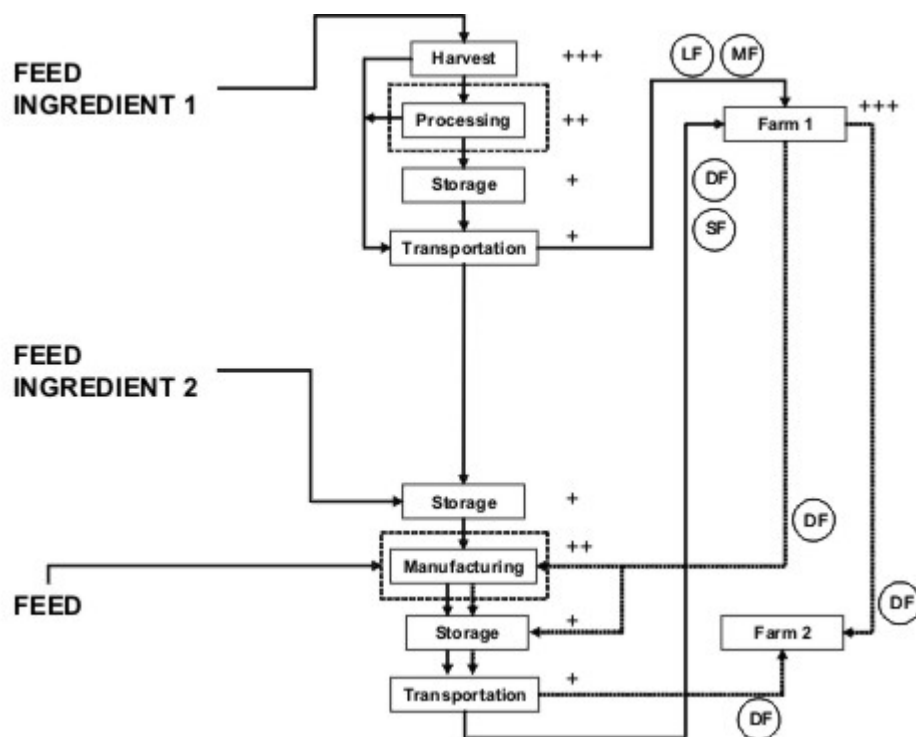 FEED
INGREDIENT 1
Harvest
+++
Processing
++
Storage
+
Transportation
+
LF
MF
+++
Farm 1
DF
SF
FEED
INGREDIENT 2
Storage
+
Manufacturing
++
DF
FEED
Storage
+
Farm 2
DF
Transportation
+
DF